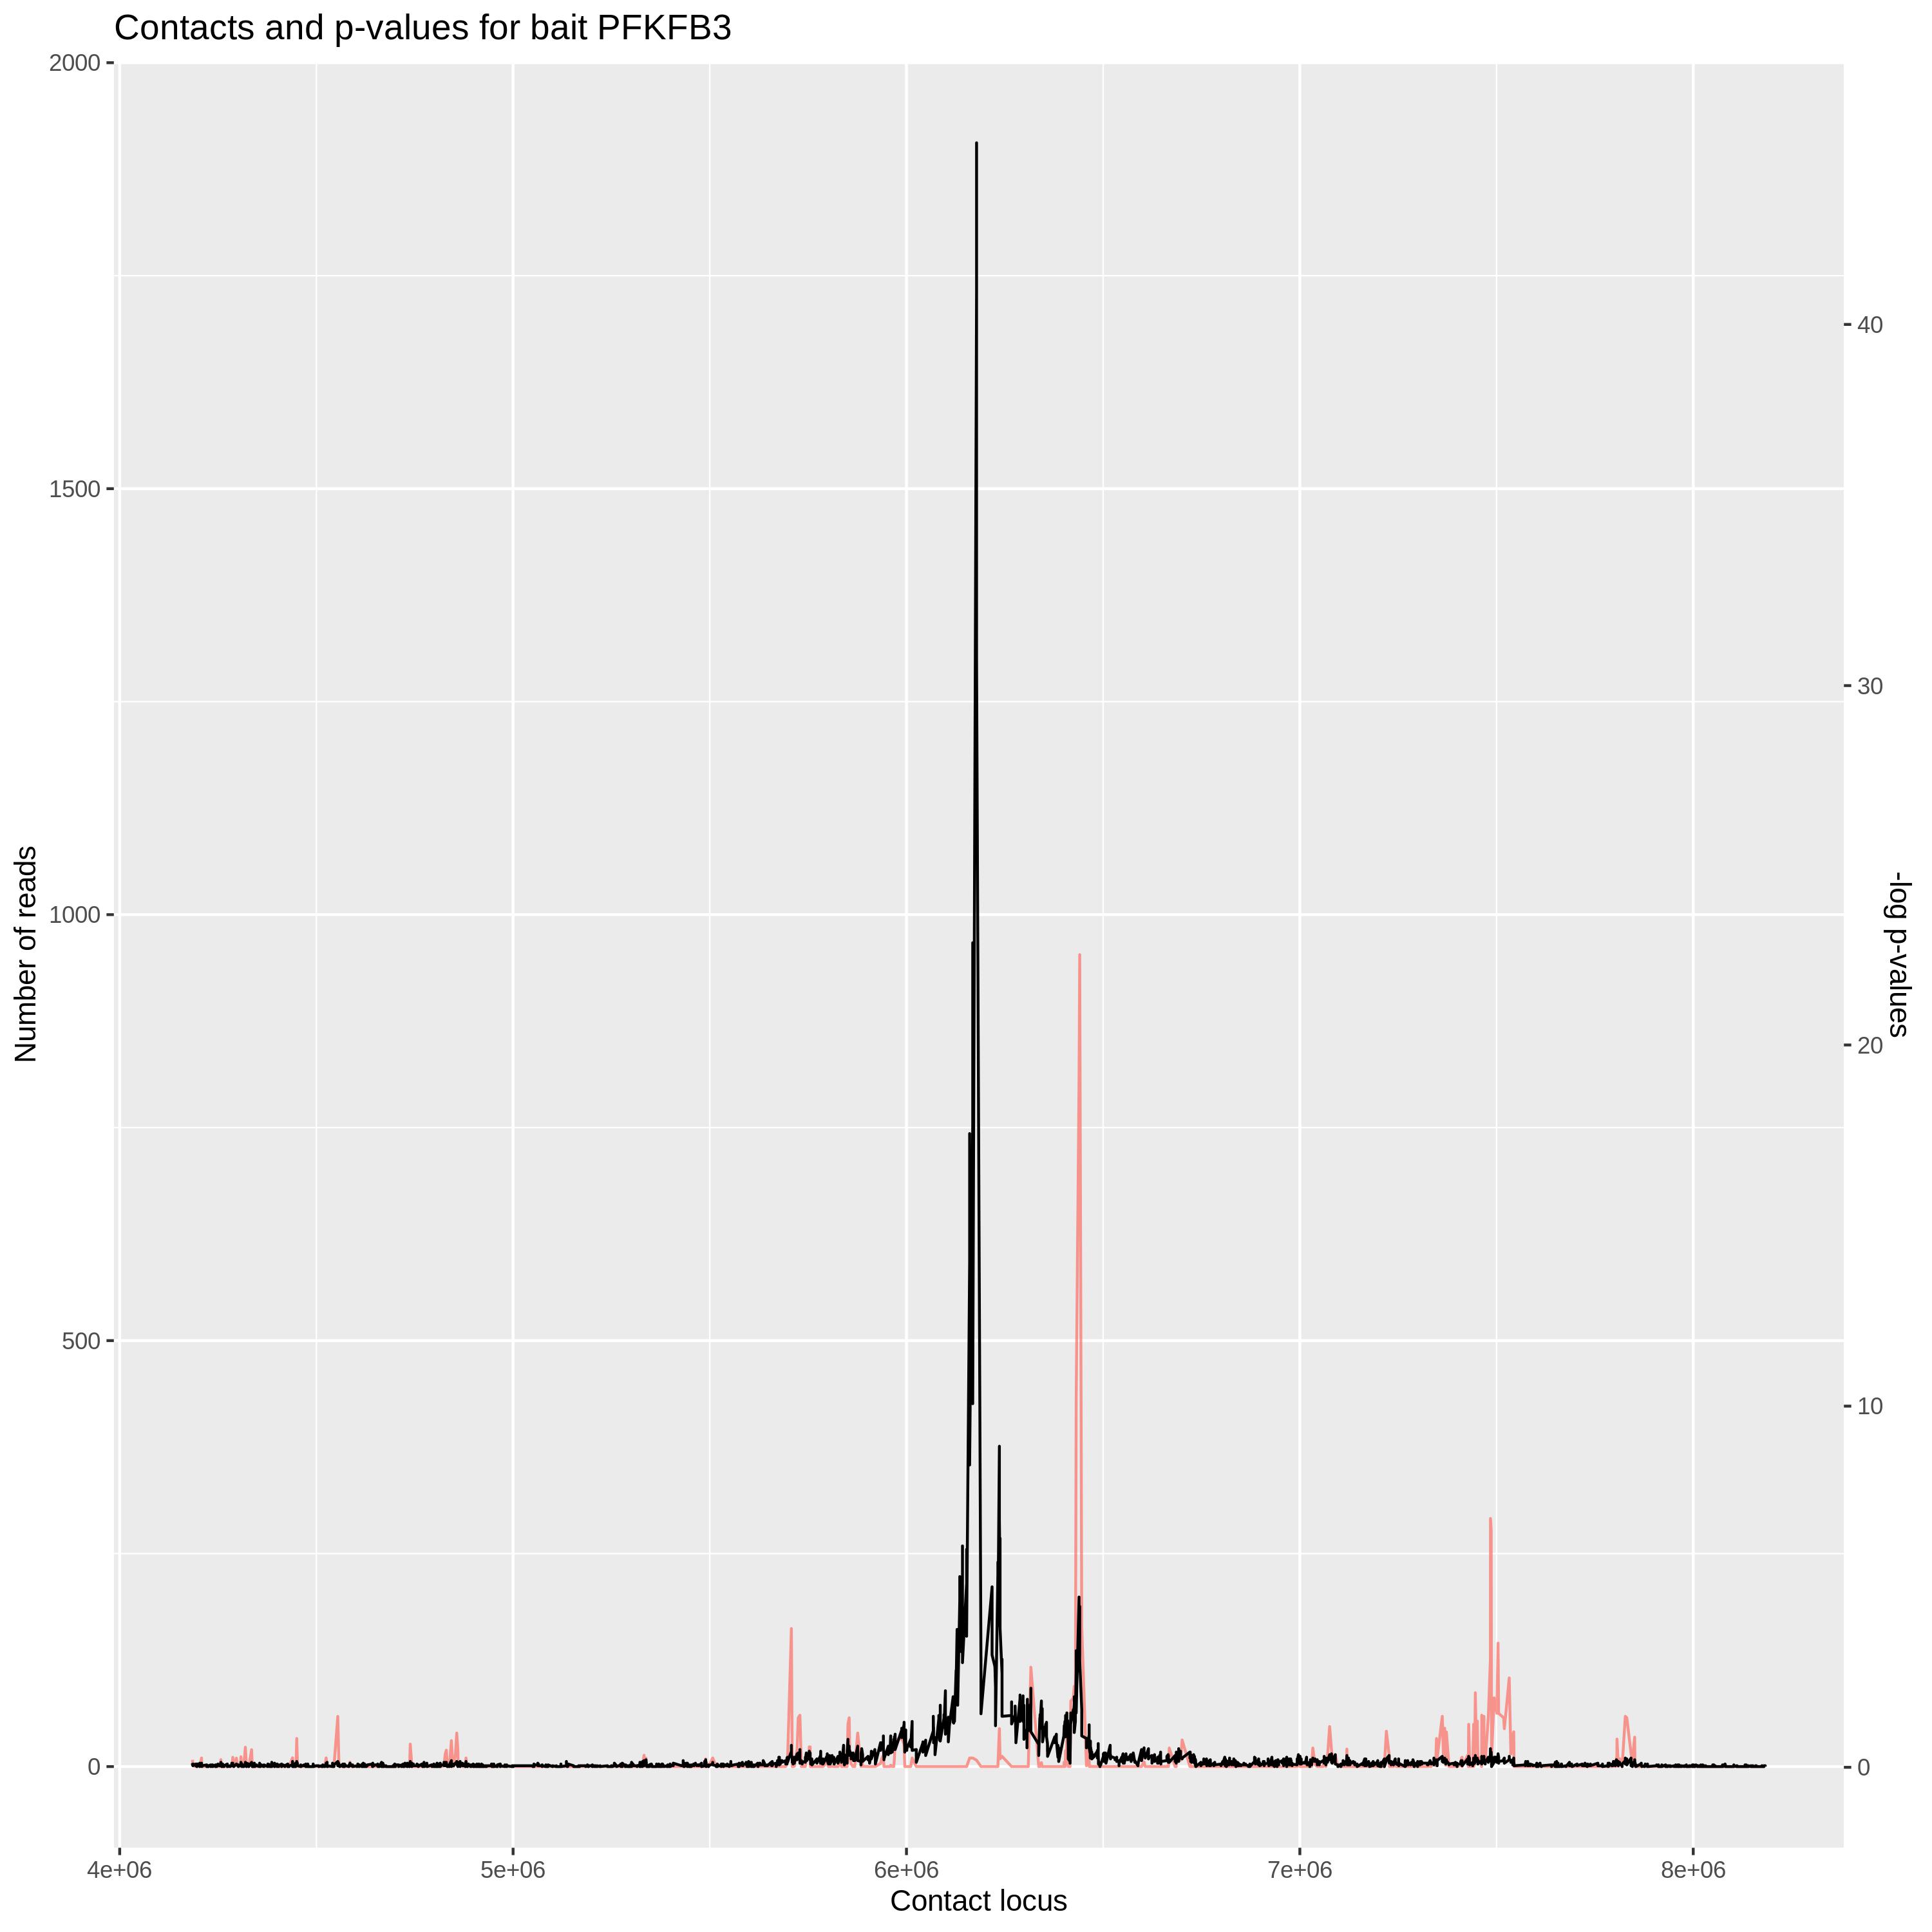 Contacts and p-values for bait PFKFB3
2000
1500
1000
500
0
Number of reads
40
30
20
10
0
-log p-values
4e+06 5e+06 6e+06 7e+06 8e+06
Contact locus